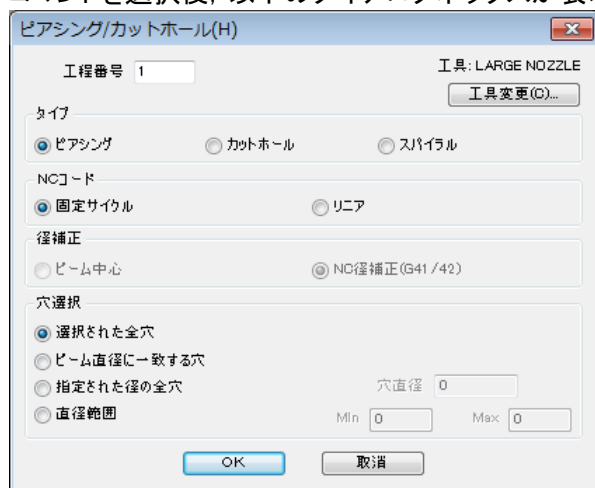 ピアシング/カットホール(H)
工程番号 1
工具: LARGE NOZZLE
工具変更(C)...
タイプ
ピアシング カットホール スパイラル
NCコード
固定サイクル リニア
径補正
ビーム中心 NC径補正(G41/42)
穴選択
選択された全穴
ビーム直径に一致する穴
指定された径の全穴 穴直径 0
直径範囲 Min 0 Max 0
OK 取消